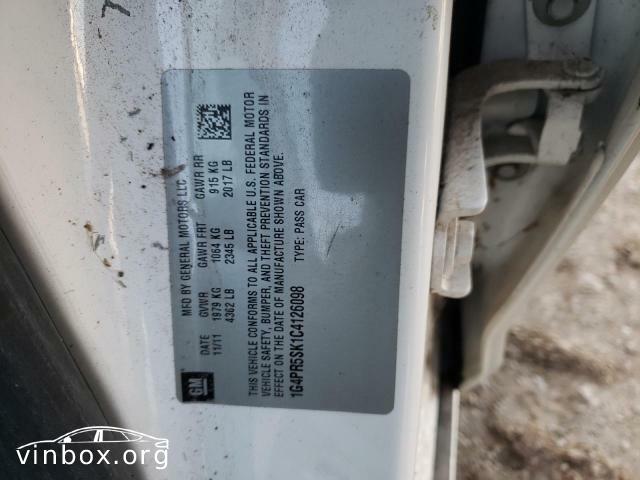 MFD BY GENERAL MOTORS LLC
DATE GVWR GAWR FRT GAWR RR
11/11 1979 KG 1064 KG 915 KG
4362 LB 2345 LB 2017 LB
THIS VEHICLE CONFORMS TO ALL APPLICABLE U.S. FEDERAL MOTOR
VEHICLE SAFETY, BUMPER, AND THEFT PREVENTION STANDARDS IN
EFFECT ON THE DATE OF MANUFACTURE SHOWN ABOVE.
1G4PR5SK1C4126098 TYPE: PASS CAR
GM
vinbox.org